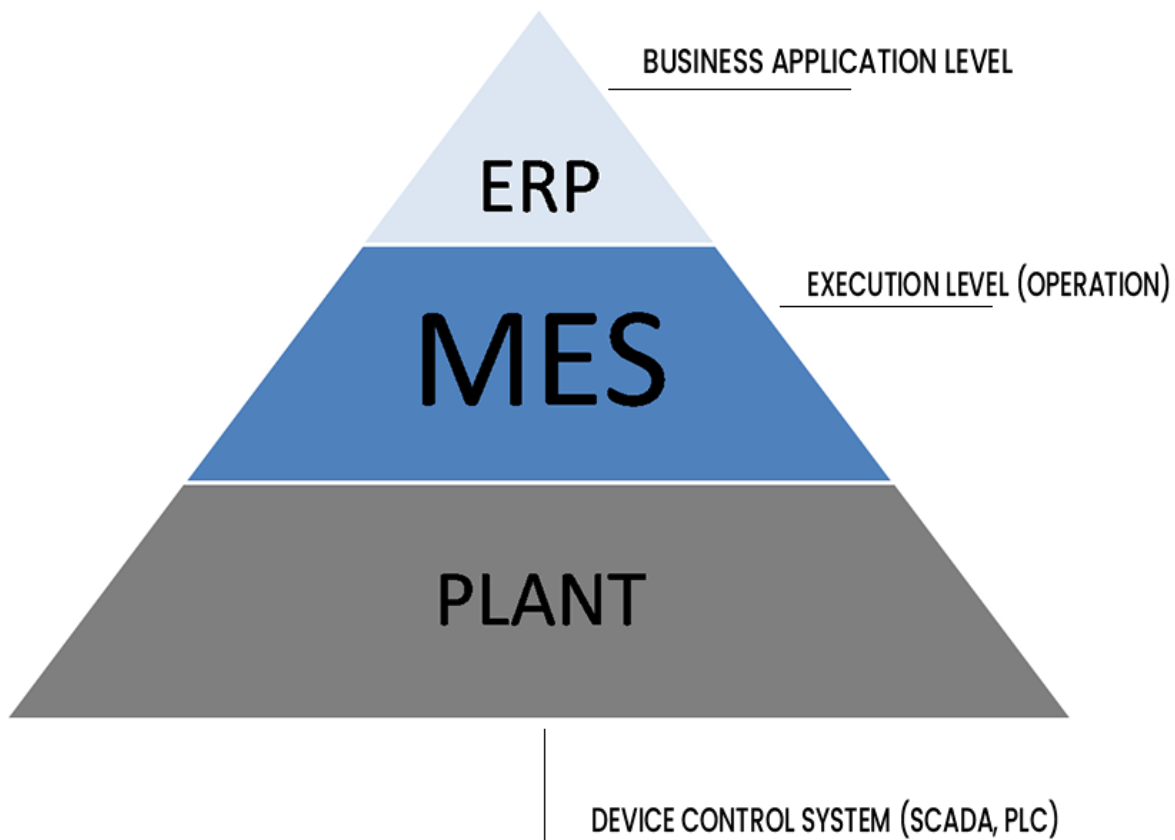 BUSINESS APPLICATION LEVEL
ERP
EXECUTION LEVEL (OPERATION)
MES
PLANT
DEVICE CONTROL SYSTEM (SCADA, PLC)